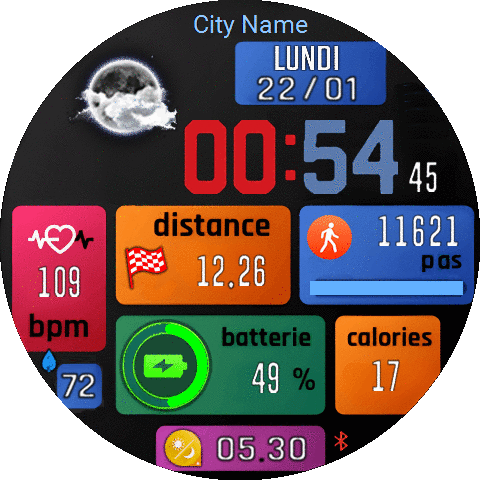 City Name
LUNDI
22/01
00:54 45
distance
12.26
11621
pas
109
bpm
batterie
49 %
calories
17
72
05.30